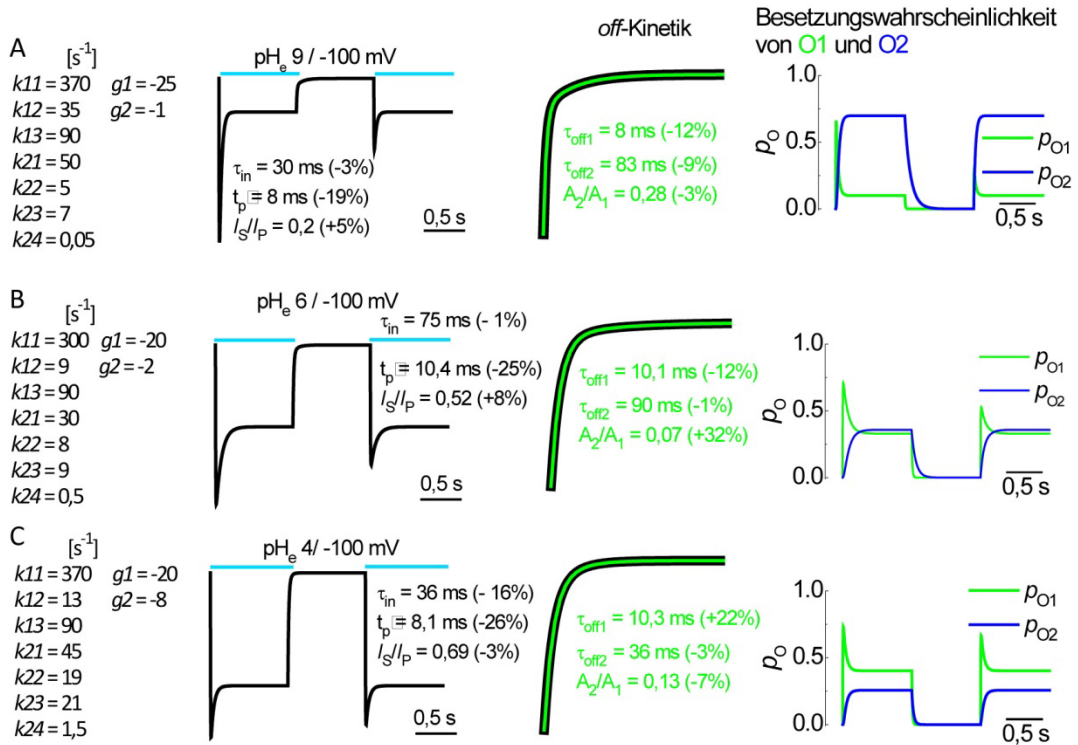 off-Kinetik
Besetzungswahrscheinlichkeit
von O1 und O2
A
[s⁻¹]
k11 = 370 g1 = -25
k12 = 35 g2 = -1
k13 = 90
k21 = 50
k22 = 5
k23 = 7
k24 = 0,05
pHₑ 9 / -100 mV
τin = 30 ms (-3%)
tp = 8 ms (-19%)
IS/IP = 0,2 (+5%)
0,5 s
τoff1 = 8 ms (-12%)
τoff2 = 83 ms (-9%)
A2/A1 = 0,28 (-3%)
pO
1.0
0.5
0.0
pO1
pO2
0,5 s
B
[s⁻¹]
k11 = 300 g1 = -20
k12 = 9 g2 = -2
k13 = 90
k21 = 30
k22 = 8
k23 = 9
k24 = 0,5
pHₑ 6 / -100 mV
τin = 75 ms (- 1%)
tp = 10,4 ms (-25%)
IS/IP = 0,52 (+8%)
0,5 s
τoff1 = 10,1 ms (-12%)
τoff2 = 90 ms (-1%)
A2/A1 = 0,07 (+32%)
pO
1.0
0.5
0.0
pO1
pO2
0,5 s
C
[s⁻¹]
k11 = 370 g1 = -20
k12 = 13 g2 = -8
k13 = 90
k21 = 45
k22 = 19
k23 = 21
k24 = 1,5
pHₑ 4/ -100 mV
τin = 36 ms (- 16%)
tp = 8,1 ms (-26%)
IS/IP = 0,69 (-3%)
0,5 s
τoff1 = 10,3 ms (+22%)
τoff2 = 36 ms (-3%)
A2/A1 = 0,13 (-7%)
pO
1.0
0.5
0.0
pO1
pO2
0,5 s